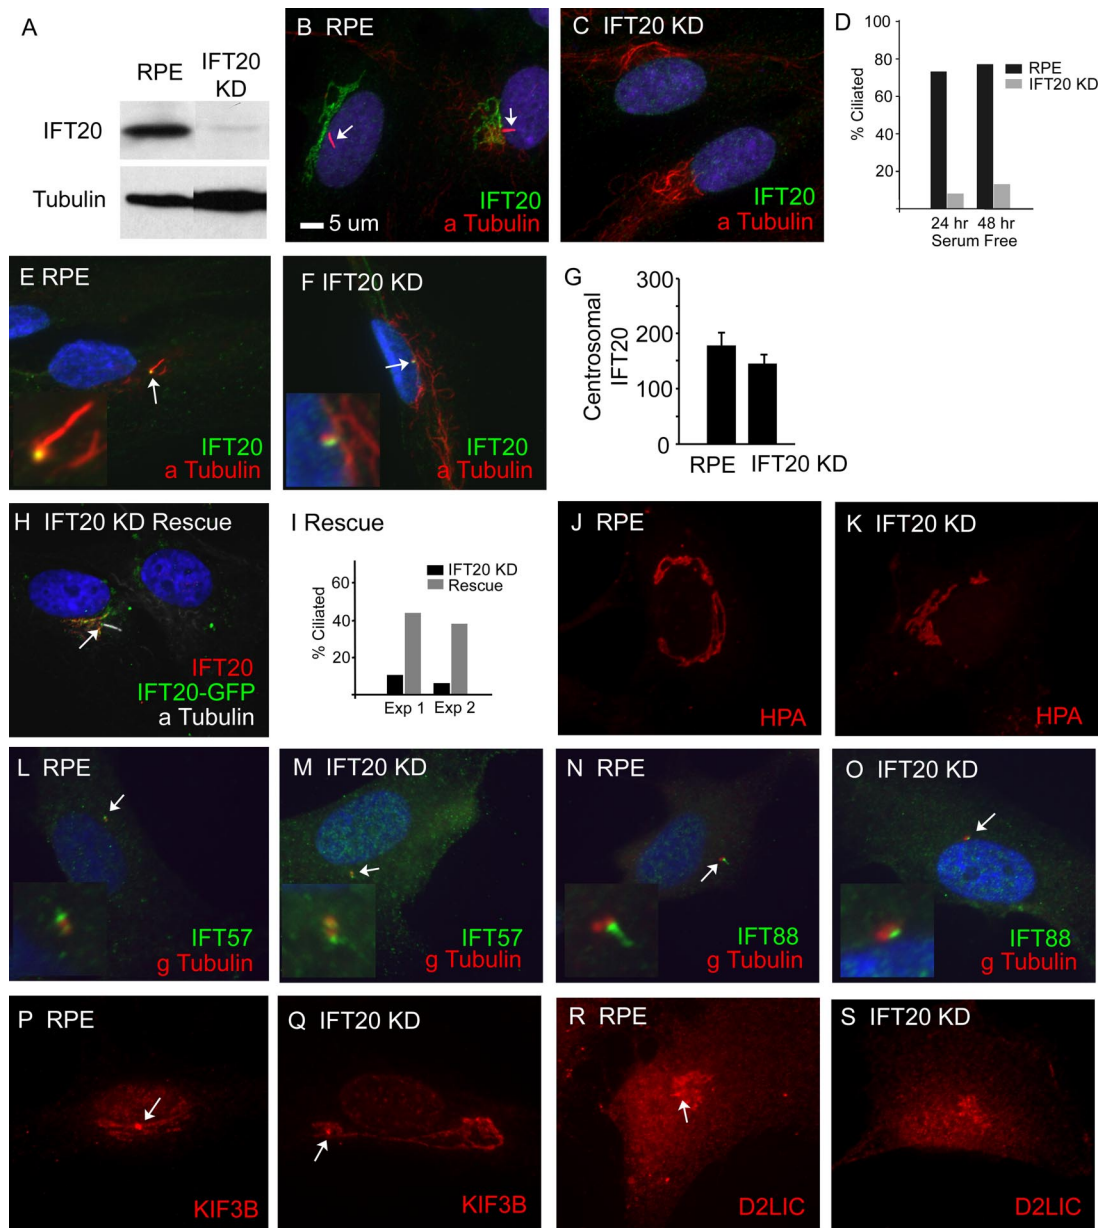 A
RPE
IFT20
KD
IFT20
Tubulin
B RPE
IFT20
5 um
a Tubulin
C IFT20 KD
IFT20
a Tubulin
D
100
80
60
40
20
% Ciliated
RPE
IFT20 KD
24 hr 48 hr
Serum Free
E RPE
IFT20
a Tubulin
F IFT20 KD
IFT20
a Tubulin
G
300
200
100
0
Centrosomal
IFT20
RPE IFT20 KD
H IFT20 KD Rescue
IFT20
IFT20-GFP
a Tubulin
I Rescue
IFT20 KD
Rescue
60
40
20
% Ciliated
Exp 1 Exp 2
J RPE
HPA
K IFT20 KD
HPA
L RPE
IFT57
g Tubulin
M IFT20 KD
IFT57
g Tubulin
N RPE
IFT88
g Tubulin
O IFT20 KD
IFT88
g Tubulin
P RPE
KIF3B
Q IFT20 KD
KIF3B
R RPE
D2LIC
S IFT20 KD
D2LIC